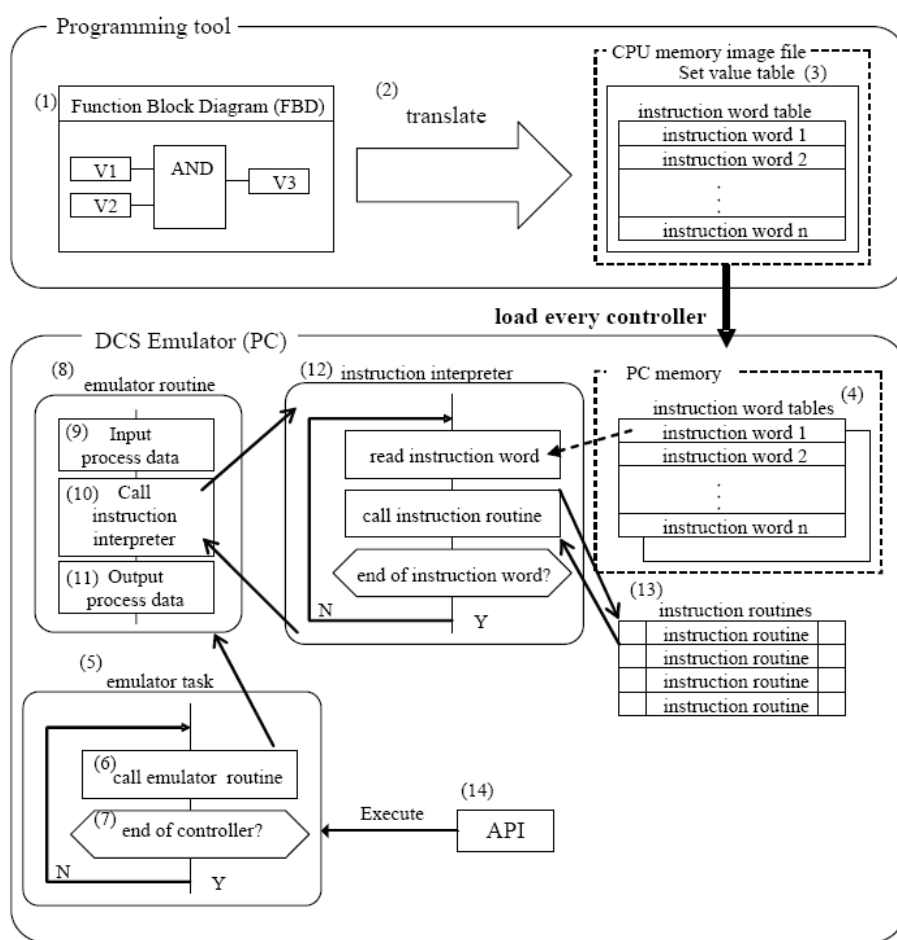 Programming tool
CPU memory image file
Set value table (3)
(1)
Function Block Diagram (FBD)
V1
V2
AND
V3
(2)
translate
instruction word table
instruction word 1
instruction word 2
.
.
.
instruction word n
load every controller
DCS Emulator (PC)
(8)
emulator routine
(9) Input
process data
(10) Call
instruction
interpreter
(11) Output
process data
(12)
instruction interpreter
read instruction word
call instruction routine
end of instruction word?
N
Y
PC memory
(4)
instruction word tables
instruction word 1
instruction word 2
.
.
.
instruction word n
(13)
instruction routines
instruction routine
instruction routine
instruction routine
instruction routine
(5)
emulator task
(6)
call emulator routine
(7)
end of controller?
N
Y
Execute
(14)
API